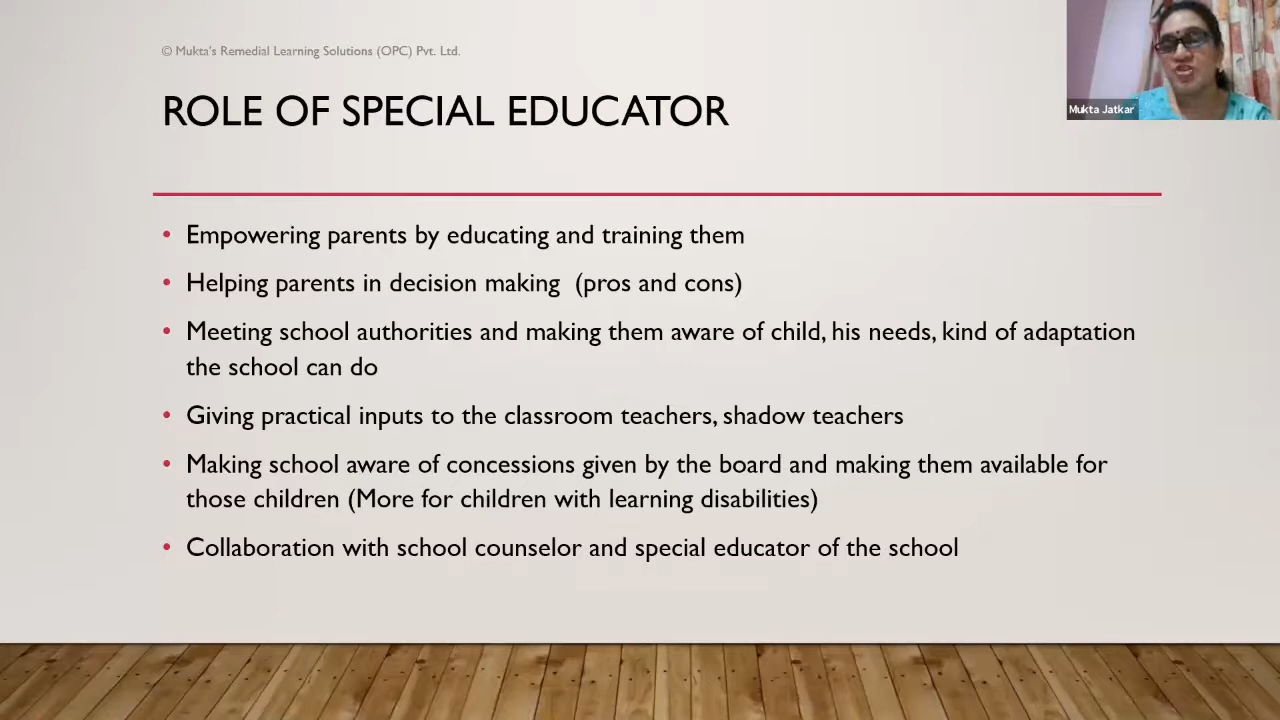 © Mukta's Remedial Learning Solutions (OPC) Pvt. Ltd.
Mukta Jatkar
ROLE OF SPECIAL EDUCATOR
• Empowering parents by educating and training them
• Helping parents in decision making  (pros and cons)
• Meeting school authorities and making them aware of child, his needs, kind of adaptation
the school can do
• Giving practical inputs to the classroom teachers, shadow teachers
• Making school aware of concessions given by the board and making them available for
those children (More for children with learning disabilities)
• Collaboration with school counselor and special educator of the school